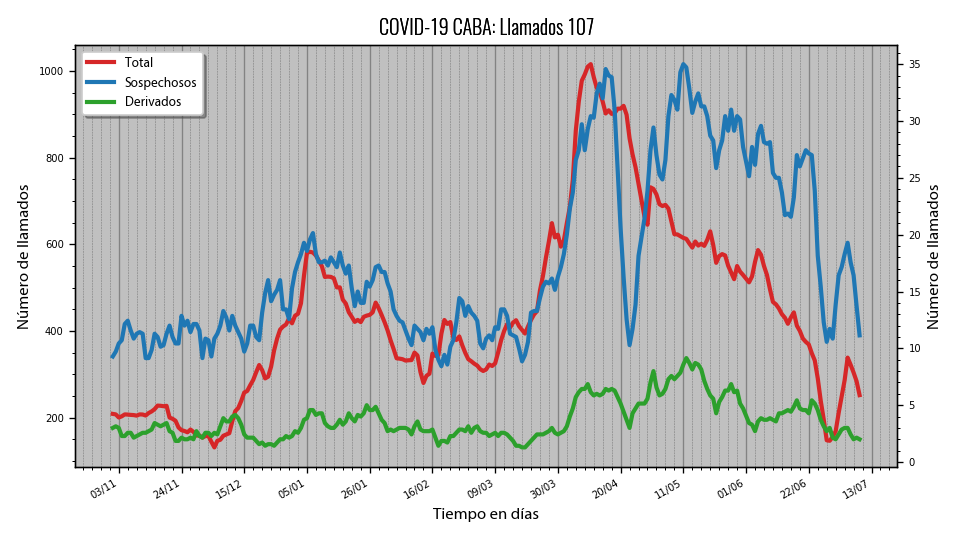 COVID-19 CABA: Llamados 107
Total
Sospechosos
Derivados
Número de llamados
1000
800
600
400
200
35
30
25
20
15
10
5
0
Número de llamados
03/11 24/11 15/12 05/01 26/01 16/02 09/03 30/03 20/04 11/05 01/06 22/06 13/07
Tiempo en días